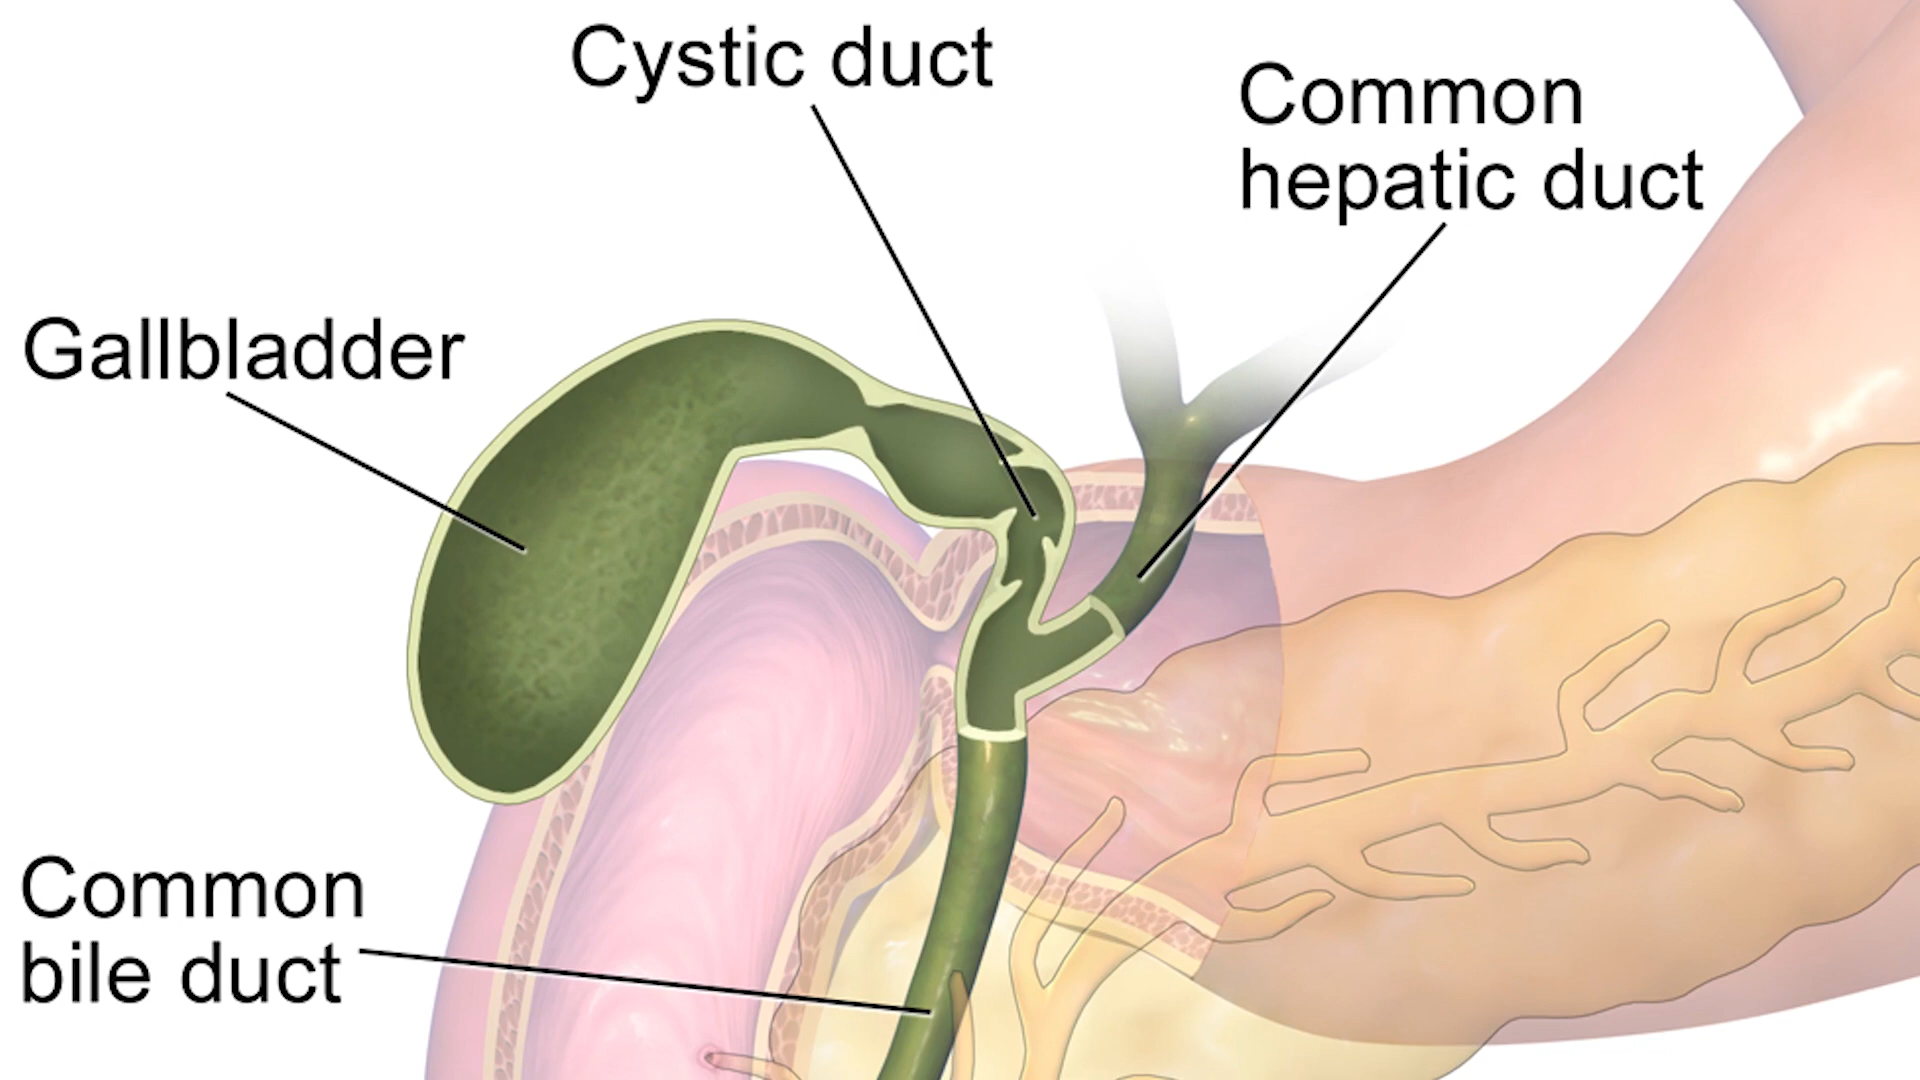 Cystic duct
Common
hepatic duct
Gallbladder
Common
bile duct